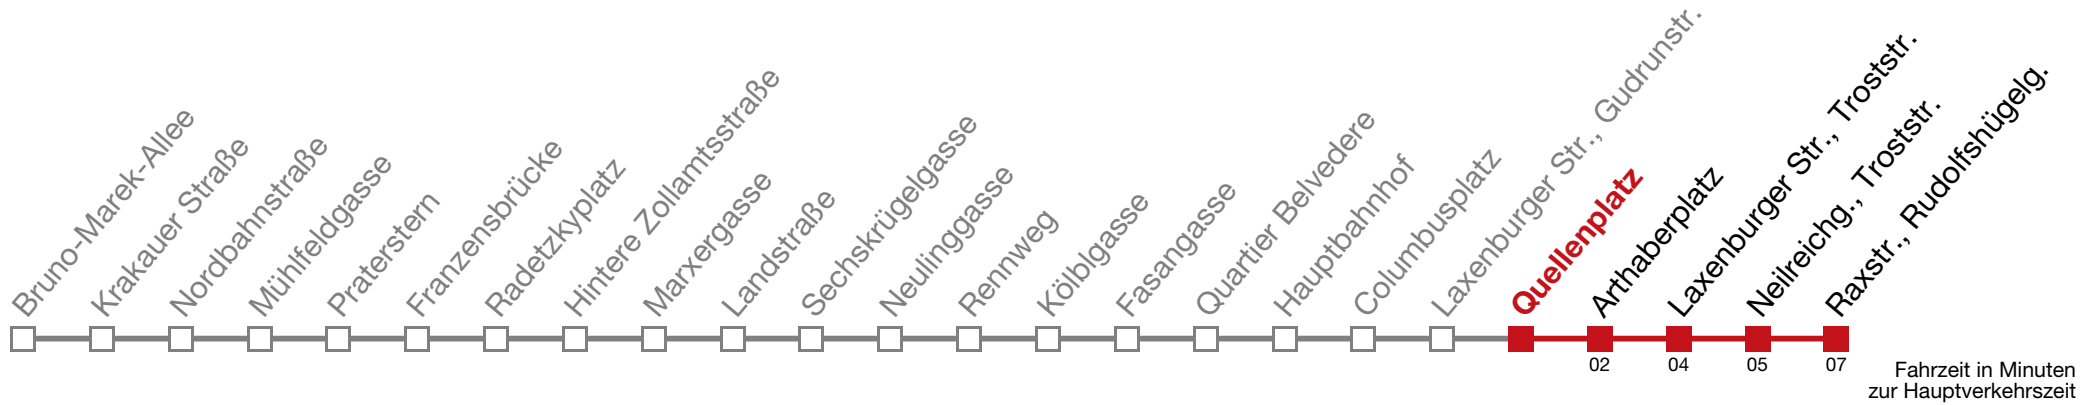 Bruno-Marek-Allee
Krakauer Straße
Nordbahnstraße
Mühlfeldgasse
Praterstern
Franzensbrücke
Radetzkyplatz
Hintere Zollamtsstraße
Marxergasse
Landstraße
Sechskrügelgasse
Neulinggasse
Rennweg
Kölblgasse
Fasangasse
Quartier Belvedere
Hauptbahnhof
Columbusplatz
Laxenburger Str., Gudrunstr.
Quellenplatz
Arthaberplatz
Laxenburger Str., Troststr.
Neilreichg., Troststr.
Raxstr., Rudolfshügelg.
02 04 05 07
Fahrzeit in Minuten
zur Hauptverkehrszeit